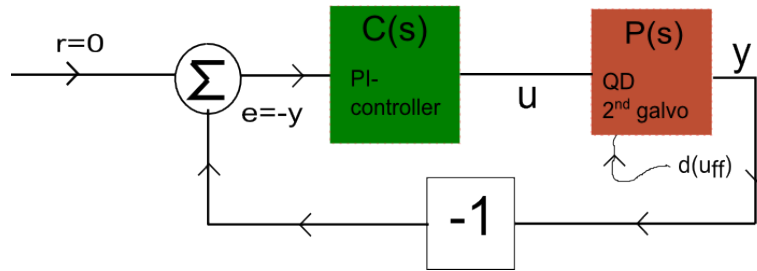 r=0
Σ
e=-y
C(s)
PI-
controller
u
P(s)
QD
2nd galvo
y
d(uff)
-1